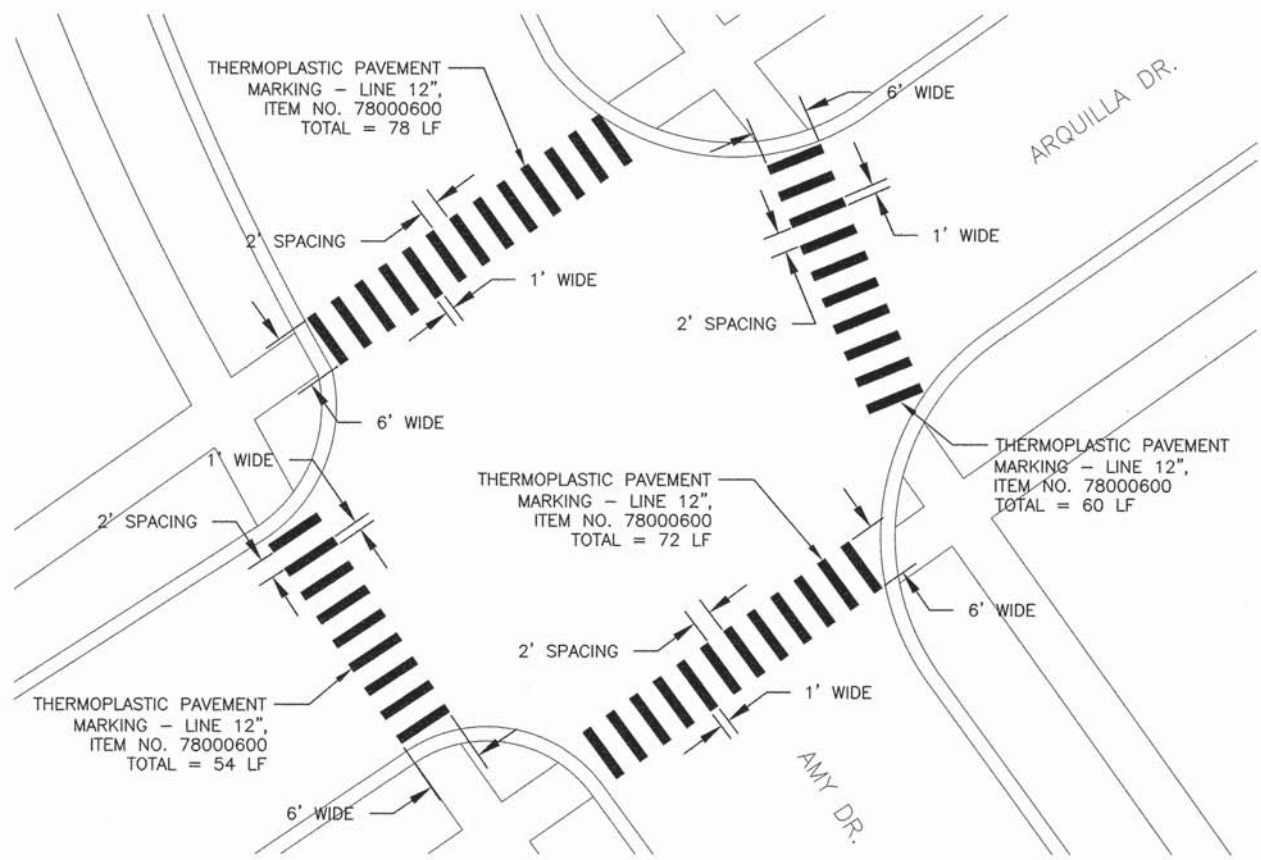 THERMOPLASTIC PAVEMENT
MARKING – LINE 12",
ITEM NO. 78000600
TOTAL = 78 LF
6' WIDE
ARQUILLA DR.
2' SPACING
1' WIDE
1' WIDE
2' SPACING
6' WIDE
1' WIDE
2' SPACING
THERMOPLASTIC PAVEMENT
MARKING – LINE 12",
ITEM NO. 78000600
TOTAL = 60 LF
THERMOPLASTIC PAVEMENT
MARKING – LINE 12",
ITEM NO. 78000600
TOTAL = 72 LF
6' WIDE
2' SPACING
1' WIDE
THERMOPLASTIC PAVEMENT
MARKING – LINE 12",
ITEM NO. 78000600
TOTAL = 54 LF
AMY DR.
6' WIDE